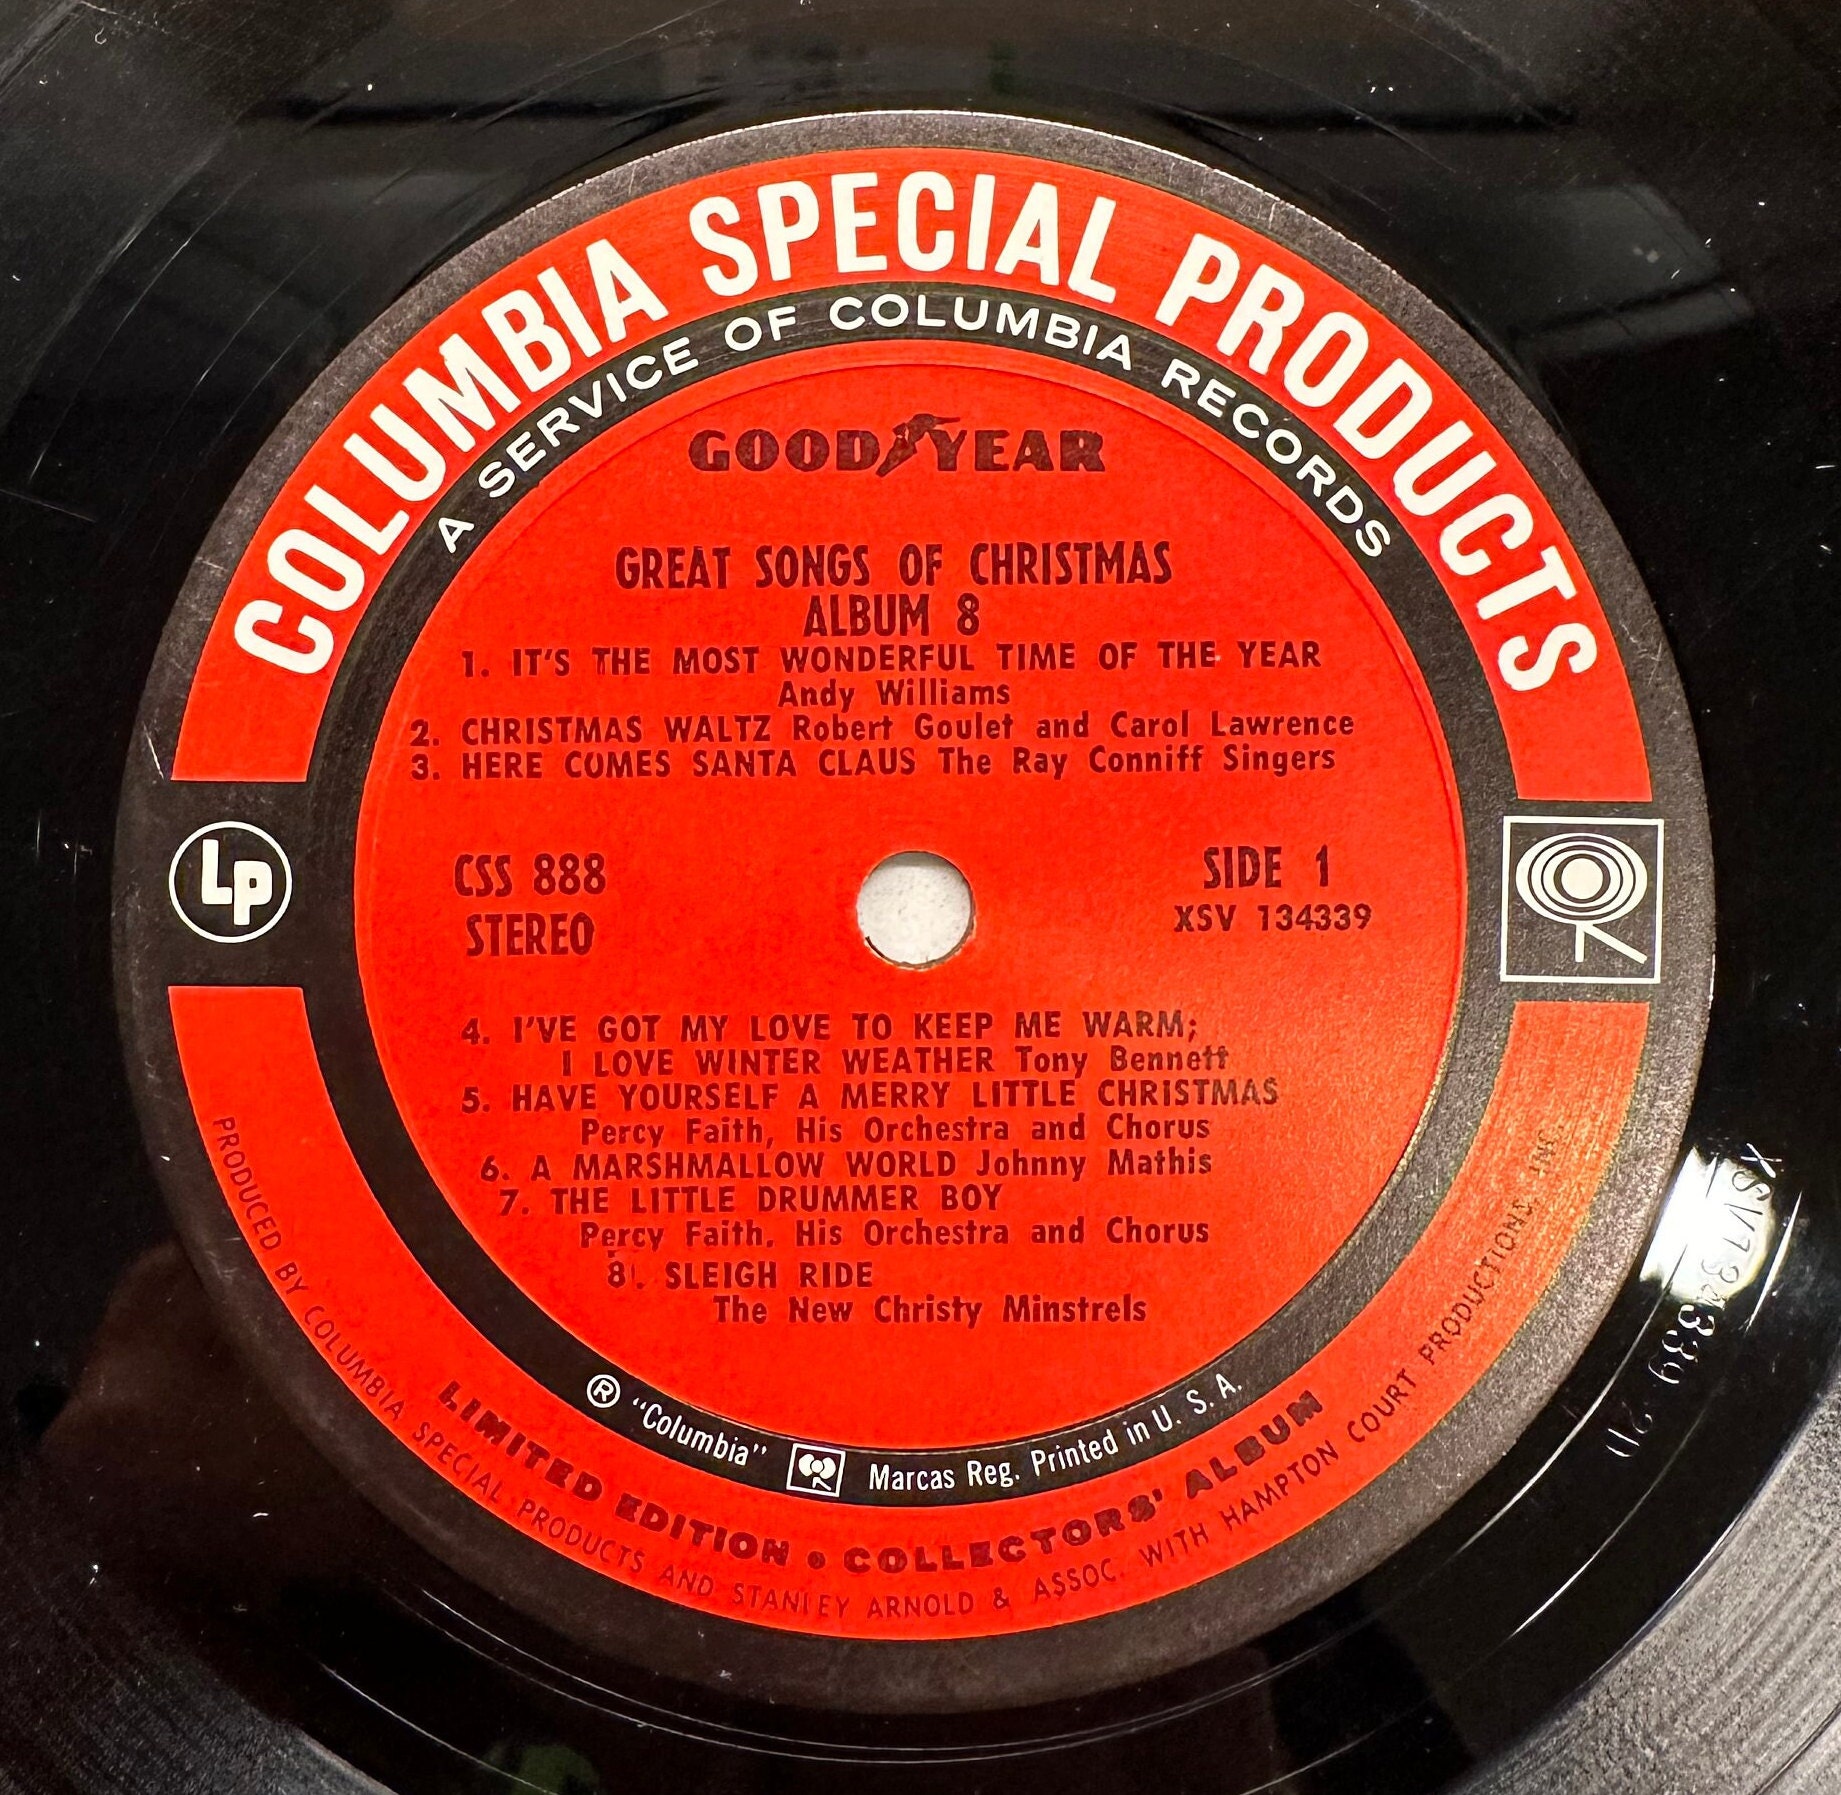 COLUMBIA SPECIAL PRODUCTS
A SERVICE OF COLUMBIA RECORDS
GOODYEAR
GREAT SONGS OF CHRISTMAS
ALBUM 8
1. IT'S THE MOST WONDERFUL TIME OF THE YEAR
Andy Williams
2. CHRISTMAS WALTZ Robert Goulet and Carol Lawrence
3. HERE COMES SANTA CLAUS The Ray Conniff Singers
LP
CSS 888
STEREO
SIDE 1
XSV 134339
4. I'VE GOT MY LOVE TO KEEP ME WARM;
I LOVE WINTER WEATHER Tony Bennett
5. HAVE YOURSELF A MERRY LITTLE CHRISTMAS
Percy Faith, His Orchestra and Chorus
6. A MARSHMALLOW WORLD Johnny Mathis
7. THE LITTLE DRUMMER BOY
Percy Faith. His Orchestra and Chorus
8. SLEIGH RIDE
The New Christy Minstrels
® "Columbia" Marcas Reg. Printed in U. S. A.
LIMITED EDITION • COLLECTORS' ALBUM
PRODUCED BY COLUMBIA SPECIAL PRODUCTS AND STANLEY ARNOLD & ASSOC. WITH HAMPTON COURT PRODUCTIONS INC.
XSV134339